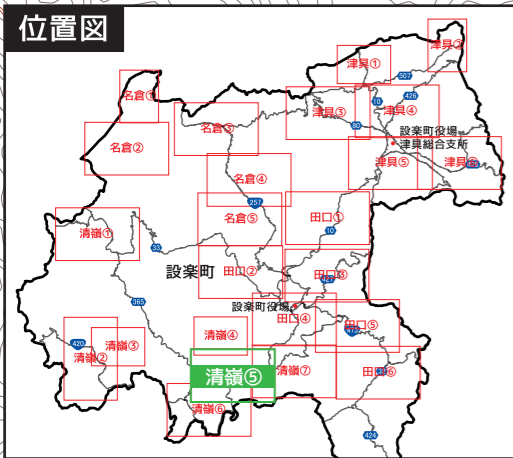 位置図
津具②
津具①
507
名倉①
426
津具④
10
津具③
名倉③
80
設楽町役場
津具総合支所
名倉②
津具⑤
名倉④
257
田口①
名倉⑤
清嶺①
10
33
設楽町
田口②
田口③
設楽町役場
365
田口④
田口⑤
清嶺④
420
清嶺③
清嶺②
清嶺⑤
清嶺⑦
田口⑥
清嶺⑥
424